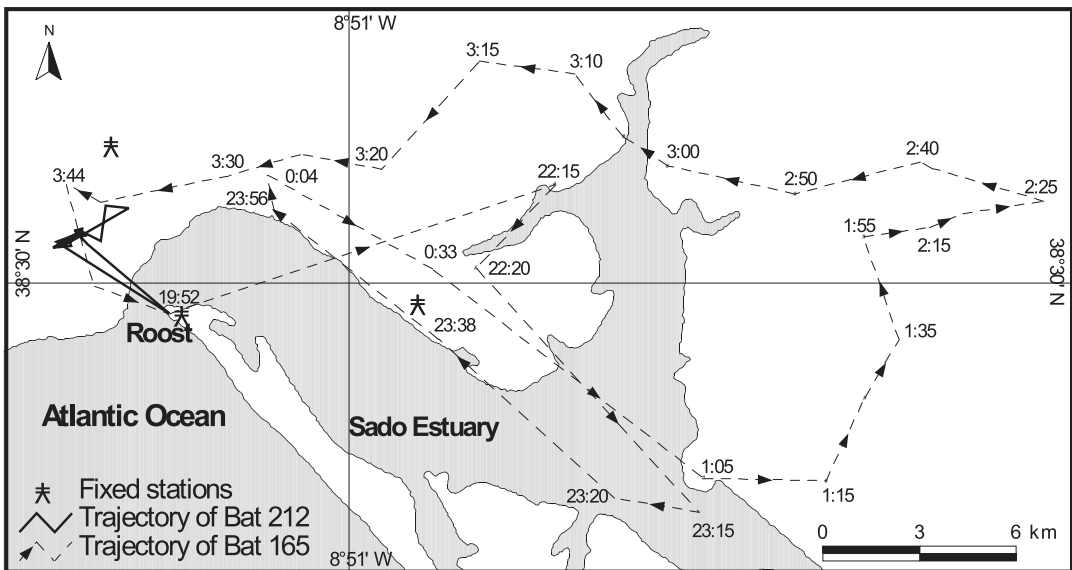 8°51' W
N
3:15
3:10
3:20
3:00
2:40
2:50
2:25
3:30
3:44
0:04
22:15
23:56
1:55
2:15
0:33
22:20
38°30' N
38°30' N
19:52
Roost
23:38
1:35
Atlantic Ocean
Sado Estuary
1:05
1:15
23:20
23:15
Fixed stations
Trajectory of Bat 212
Trajectory of Bat 165
8°51' W
0 3 6 km